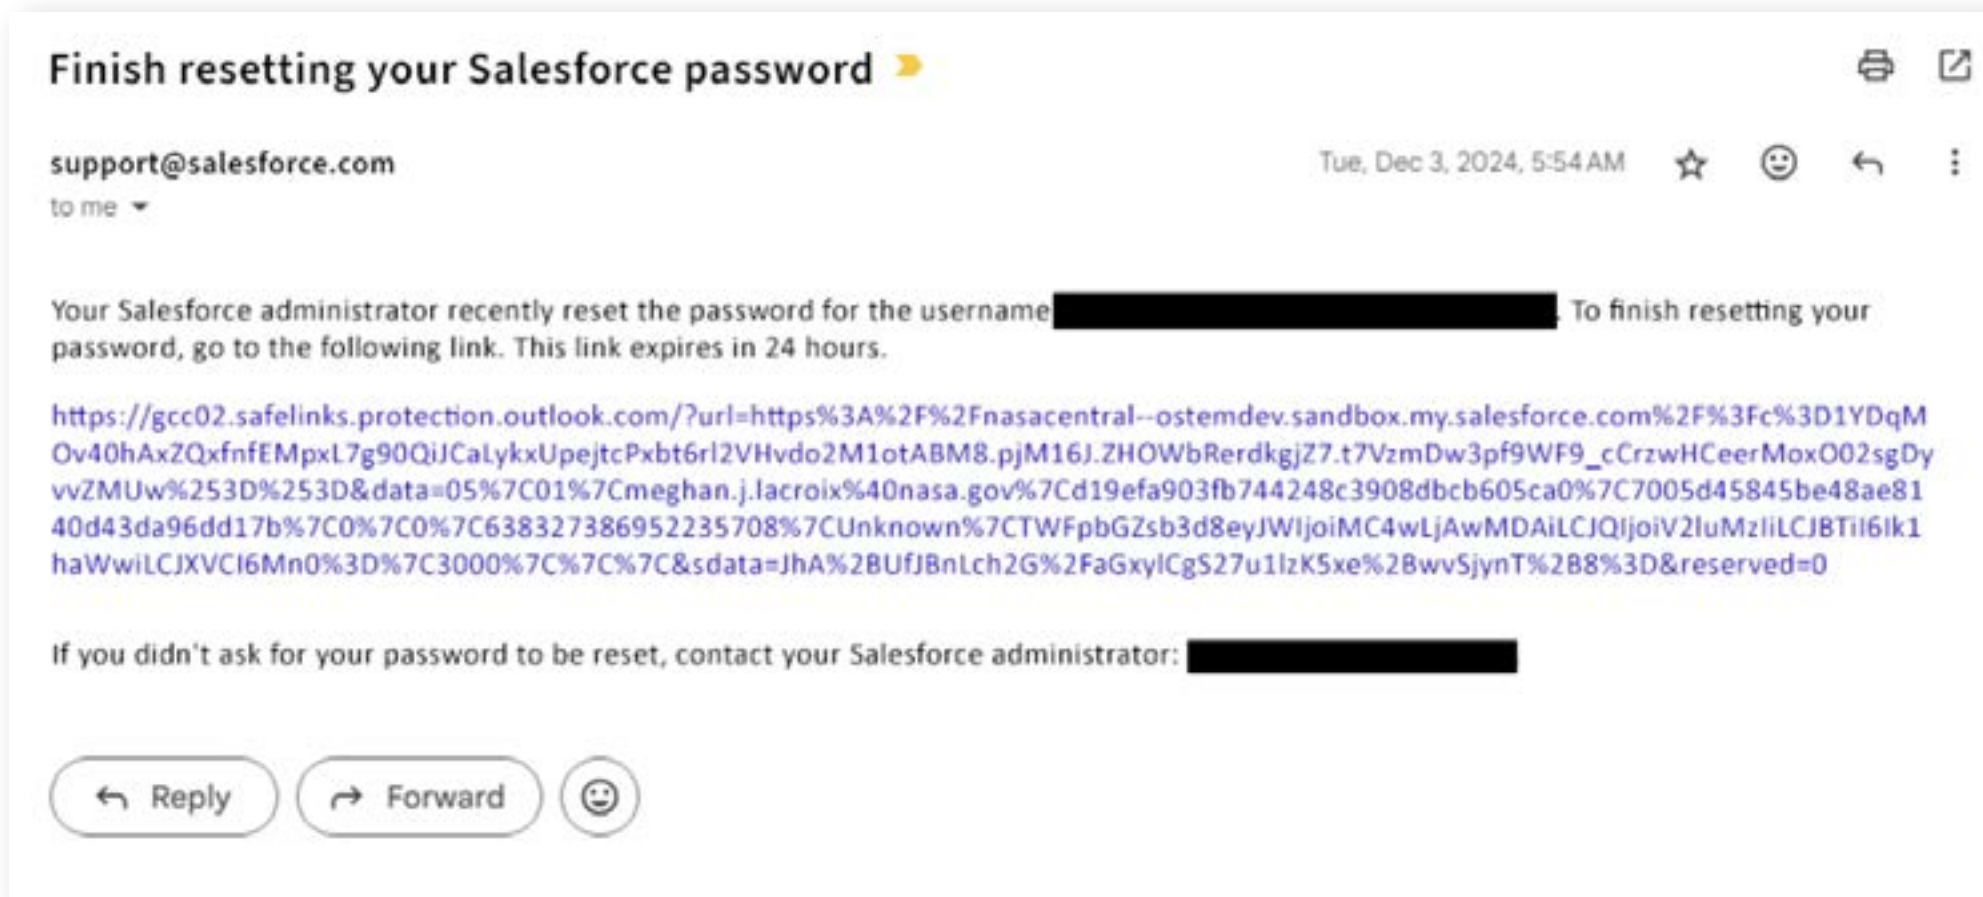 Finish resetting your Salesforce password
support@salesforce.com
Tue, Dec 3, 2024, 5:54 AM
to me
Your Salesforce administrator recently reset the password for the username . To finish resetting your
password, go to the following link. This link expires in 24 hours.
https://gcc02.safelinks.protection.outlook.com/?url=https%3A%2F%2Fnasacentral--ostemdev.sandbox.my.salesforce.com%2F%3Fc%3D1YDqM
Ov40hAxZQxfnfEMpxL7g90QiJCaLykxUpejtcPxbt6rl2VHvdo2M1otABM8.pjM16J.ZHOWbRerdkgjZ7.t7VzmDw3pf9WF9_cCrzwHCeerMoxO02sgDy
vvZMUw%253D%253D&data=05%7C01%7Cmeghan.j.lacroix%40nasa.gov%7Cd19efa903fb744248c3908dbcb605ca0%7C7005d45845be48ae81
40d43da96dd17b%7C0%7C0%7C638327386952235708%7CUnknown%7CTWFpbGZsb3d8eyJWIjoiMC4wLjAwMDAiLCJQIjoiV2luMzIiLCJBTiI6Ik1
haWwiLCJXVCI6Mn0%3D%7C3000%7C%7C%7C&sdata=JhA%2BUfJBnLch2G%2FaGxylCgS27u1lzK5xe%2BwvSjynT%2B8%3D&reserved=0
If you didn't ask for your password to be reset, contact your Salesforce administrator:
Reply
Forward